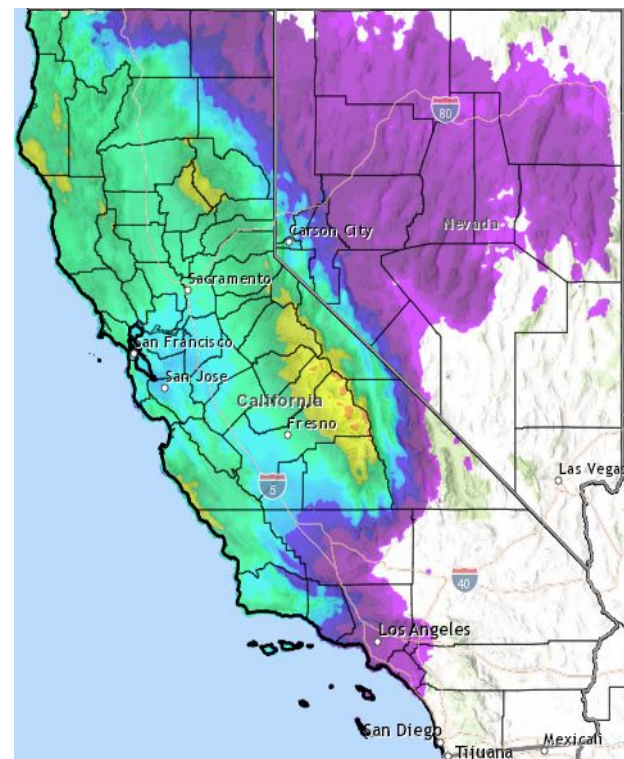 80
Nevada
Carson City
Sacramento
San Francisco
San Jose
California
Fresno
5
Las Vegas
40
Los Angeles
San Diego
Tijuana
Mexicali